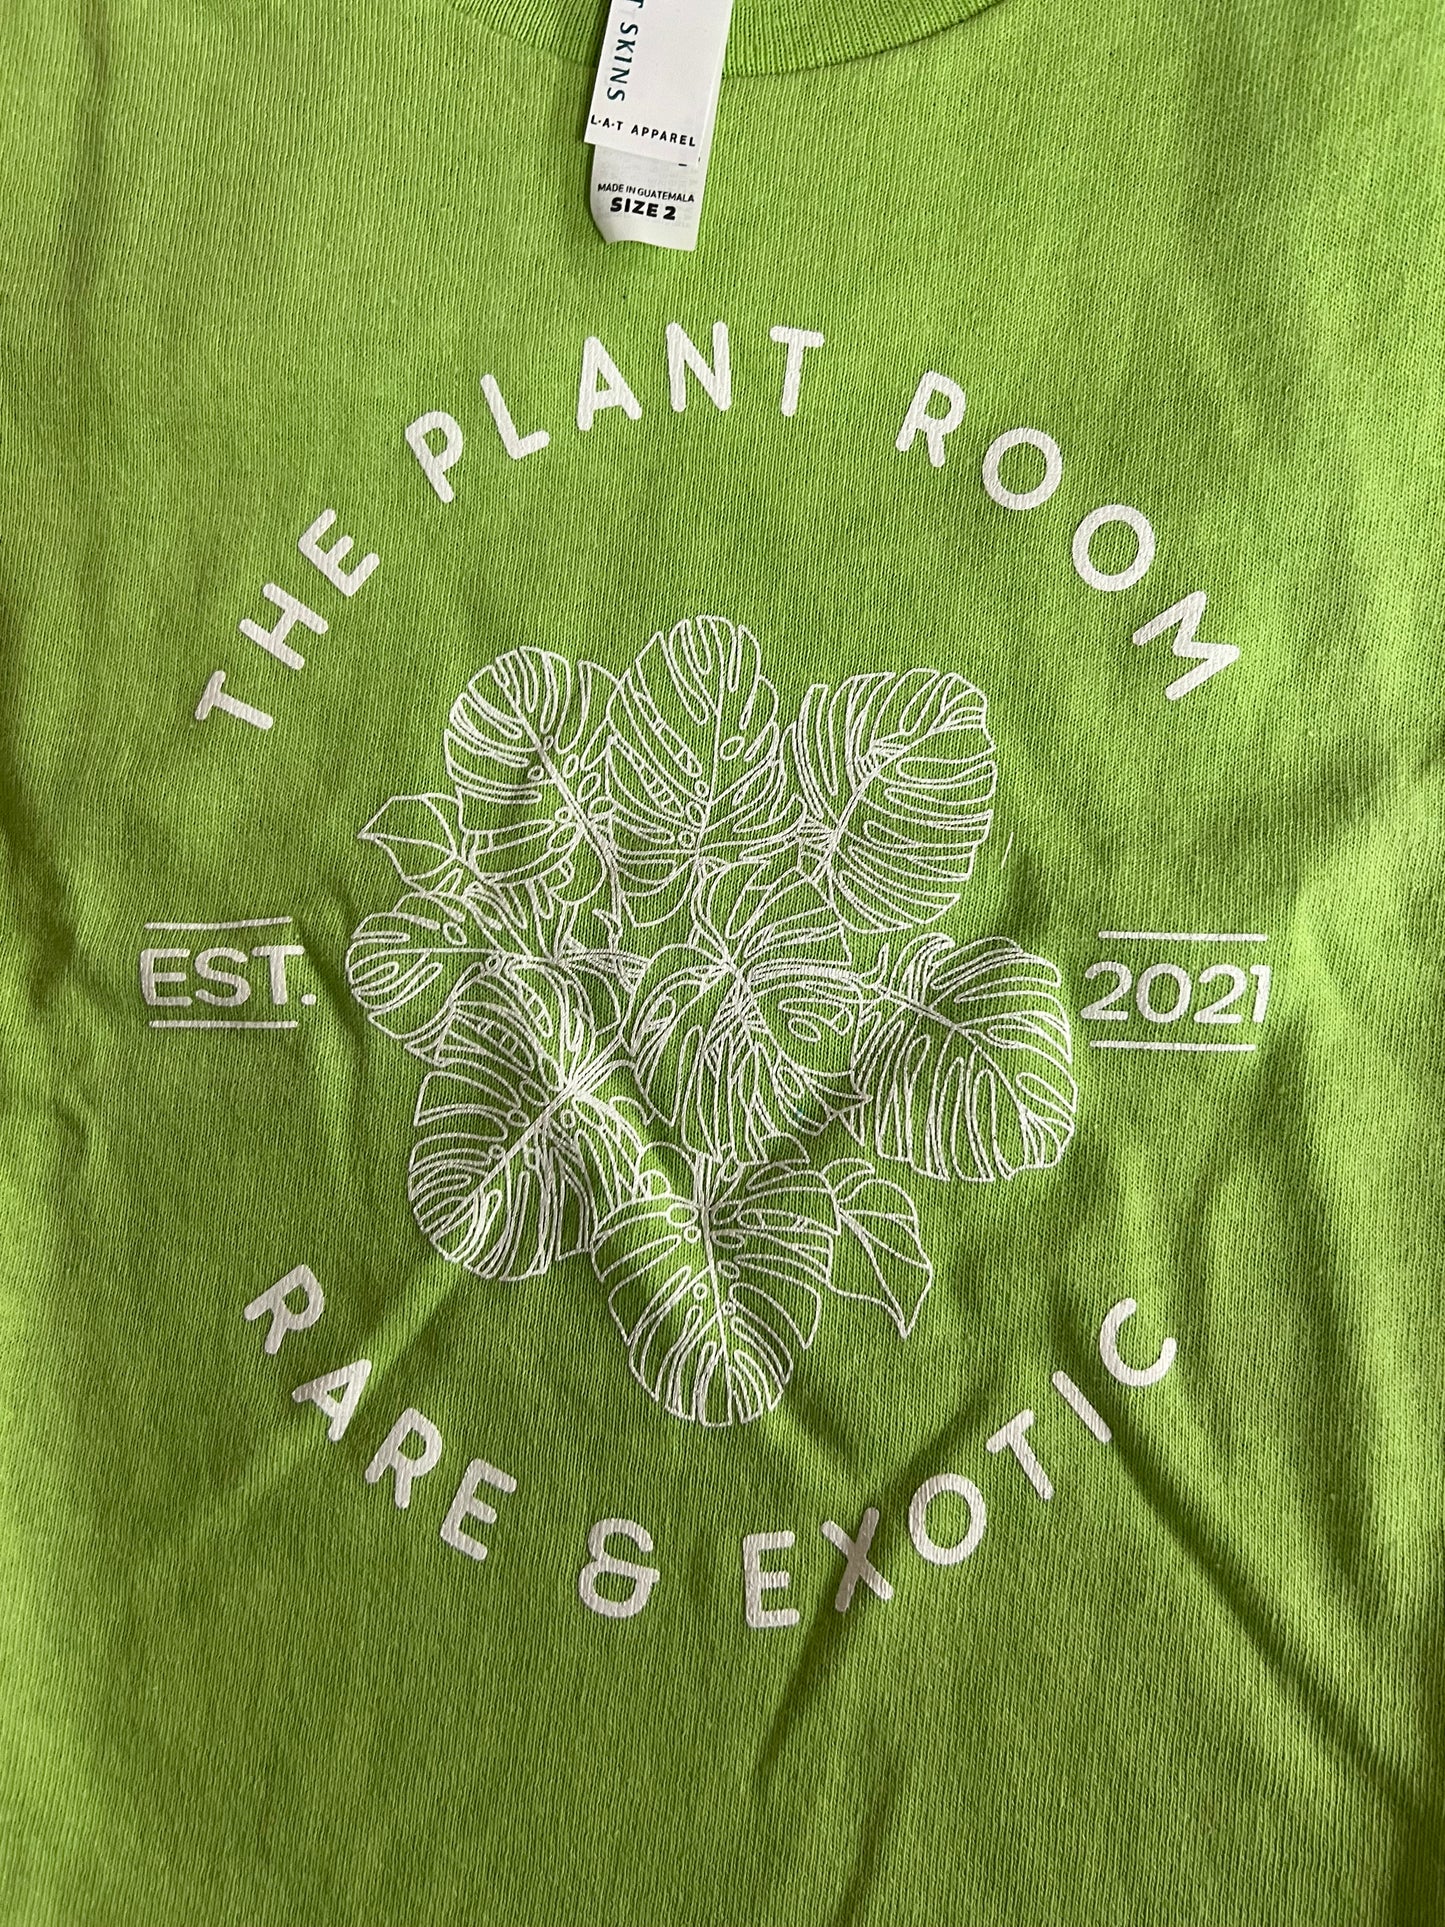 SKINS
L·A·T APPAREL
MADE IN GUATEMALA
SIZE 2
THE PLANT ROOM
EST.
2021
RARE & EXOTIC